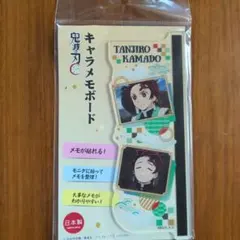 鬼滅の刃
キャラメモボード
TANJIRO
KAMADO
メモが貼れる！
モニタに貼って
メモを整理！
大事なメモが
わかりやすい！
日本製